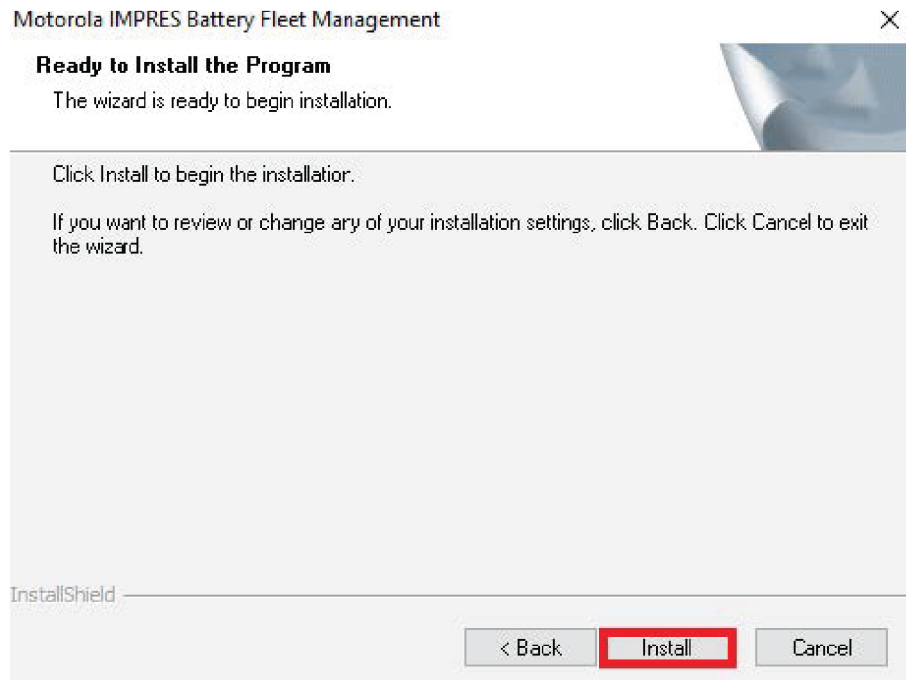 Motorola IMPRES Battery Fleet Management
Ready to Install the Program
The wizard is ready to begin installation.
Click Install to begin the installation.
If you want to review or change any of your installation settings, click Back. Click Cancel to exit
the wizard.
InstallShield
< Back
Install
Cancel